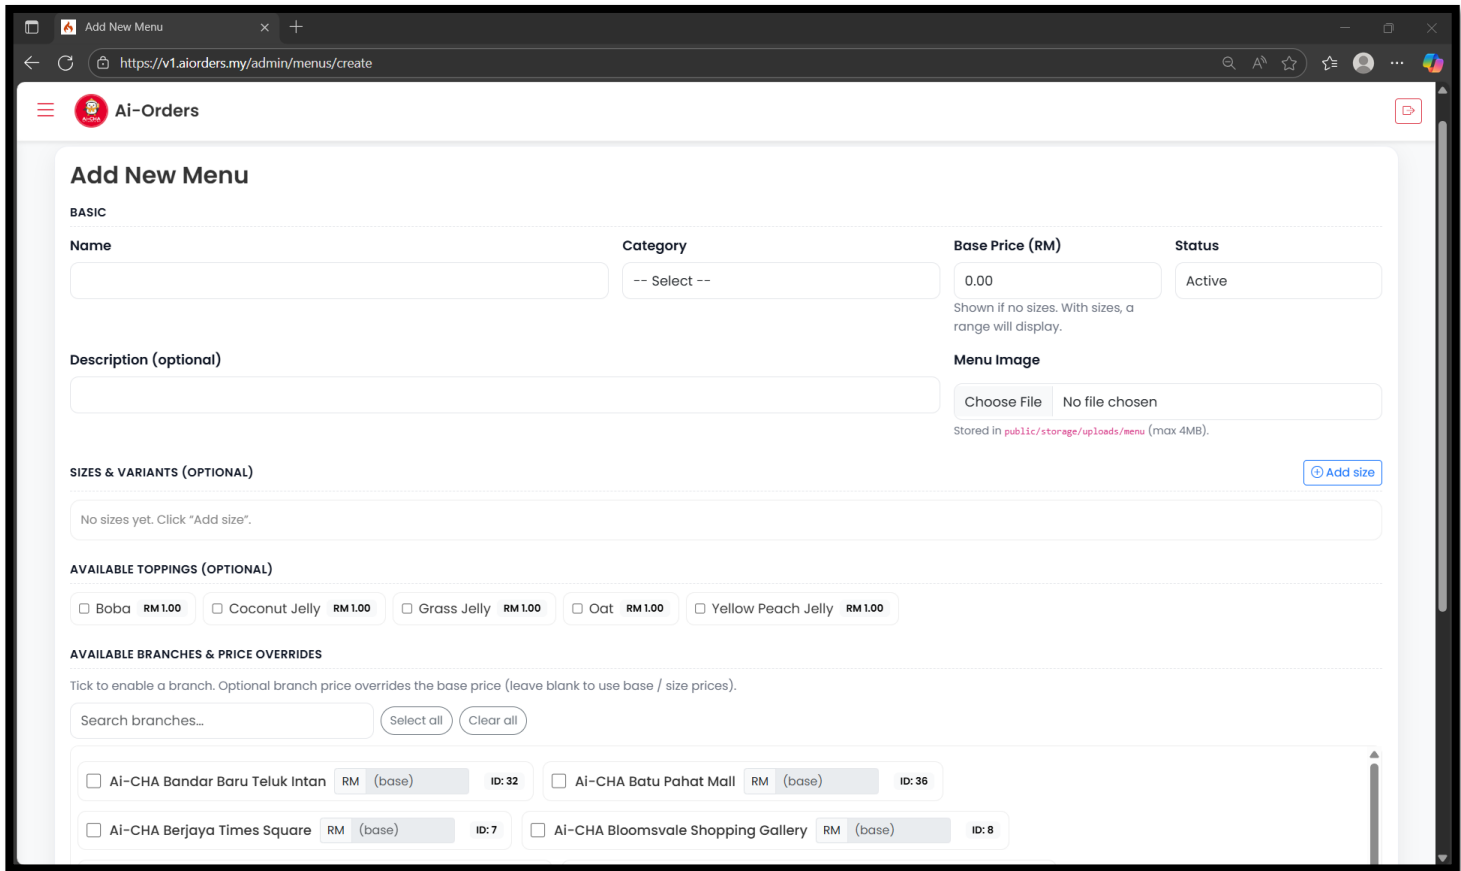 Add New Menu
https://v1.aiorders.my/admin/menus/create
Ai-CHA
Ai-Orders
Add New Menu
BASIC
Name
Category
Base Price (RM)
Status
-- Select --
0.00
Active
Shown if no sizes. With sizes, a
range will display.
Description (optional)
Menu Image
Choose File
No file chosen
Stored in public/storage/uploads/menu (max 4MB).
SIZES & VARIANTS (OPTIONAL)
Add size
No sizes yet. Click “Add size”.
AVAILABLE TOPPINGS (OPTIONAL)
Boba RM 1.00 Coconut Jelly RM 1.00 Grass Jelly RM 1.00 Oat RM 1.00 Yellow Peach Jelly RM 1.00
AVAILABLE BRANCHES & PRICE OVERRIDES
Tick to enable a branch. Optional branch price overrides the base price (leave blank to use base / size prices).
Search branches...
Select all
Clear all
Ai-CHA Bandar Baru Teluk Intan RM (base) ID: 32
Ai-CHA Batu Pahat Mall RM (base) ID: 36
Ai-CHA Berjaya Times Square RM (base) ID: 7
Ai-CHA Bloomsvale Shopping Gallery RM (base) ID: 8